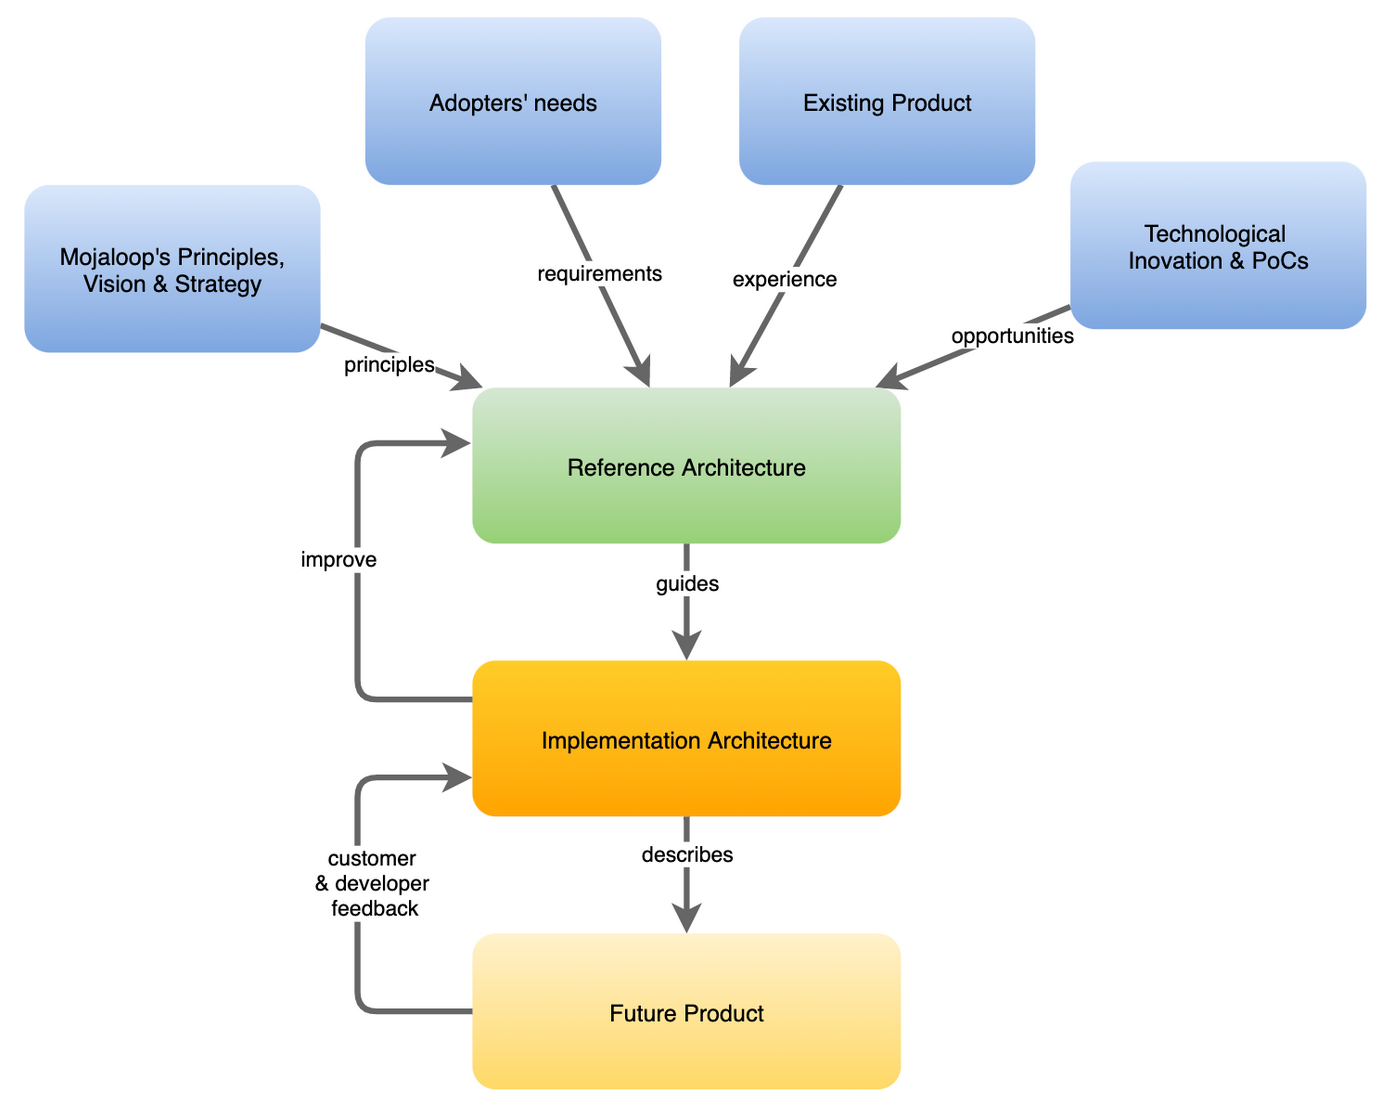 Adopters' needs
Existing Product
Mojaloop's Principles,
Vision & Strategy
Technological
Inovation & PoCs
requirements
experience
opportunities
principles
Reference Architecture
improve
guides
Implementation Architecture
customer
& developer
feedback
describes
Future Product